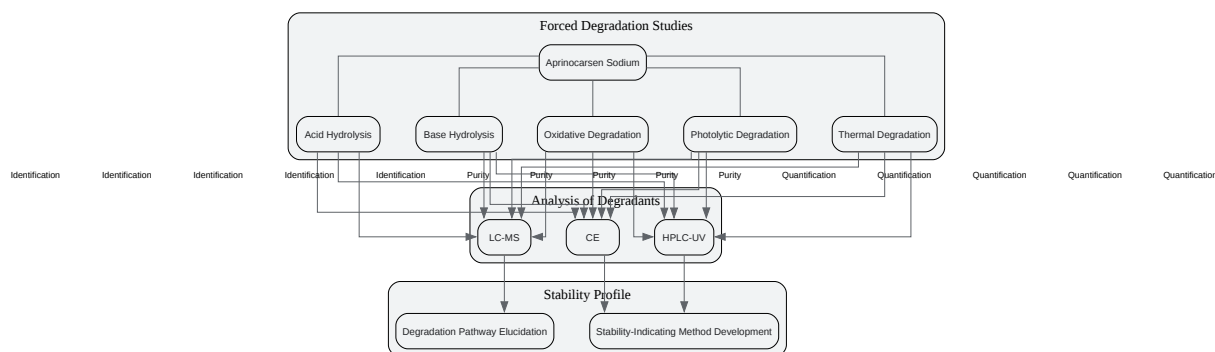 Forced Degradation Studies
Aprinocarsen Sodium
Acid Hydrolysis
Base Hydrolysis
Oxidative Degradation
Photolytic Degradation
Thermal Degradation
Identification
Identification
Identification
Identification
Identification
Purity
Purity
Purity
Purity
Purity
Quantification
Quantification
Quantification
Quantification
Quantification
Analysis of Degradants
LC-MS
CE
HPLC-UV
Stability Profile
Degradation Pathway Elucidation
Stability-Indicating Method Development